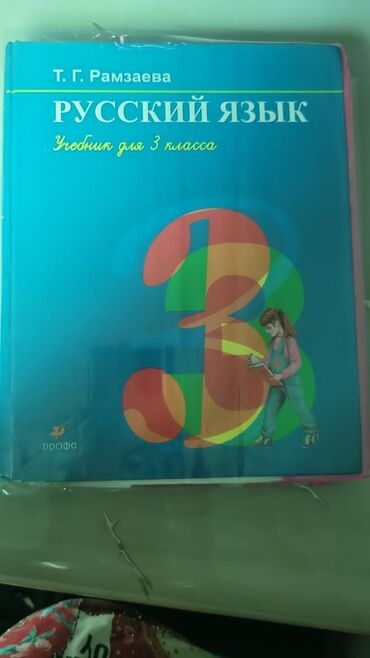 Т. Г. Рамзаева
РУССКИЙ ЯЗЫК
Учебник для 3 класса
3
дрофа